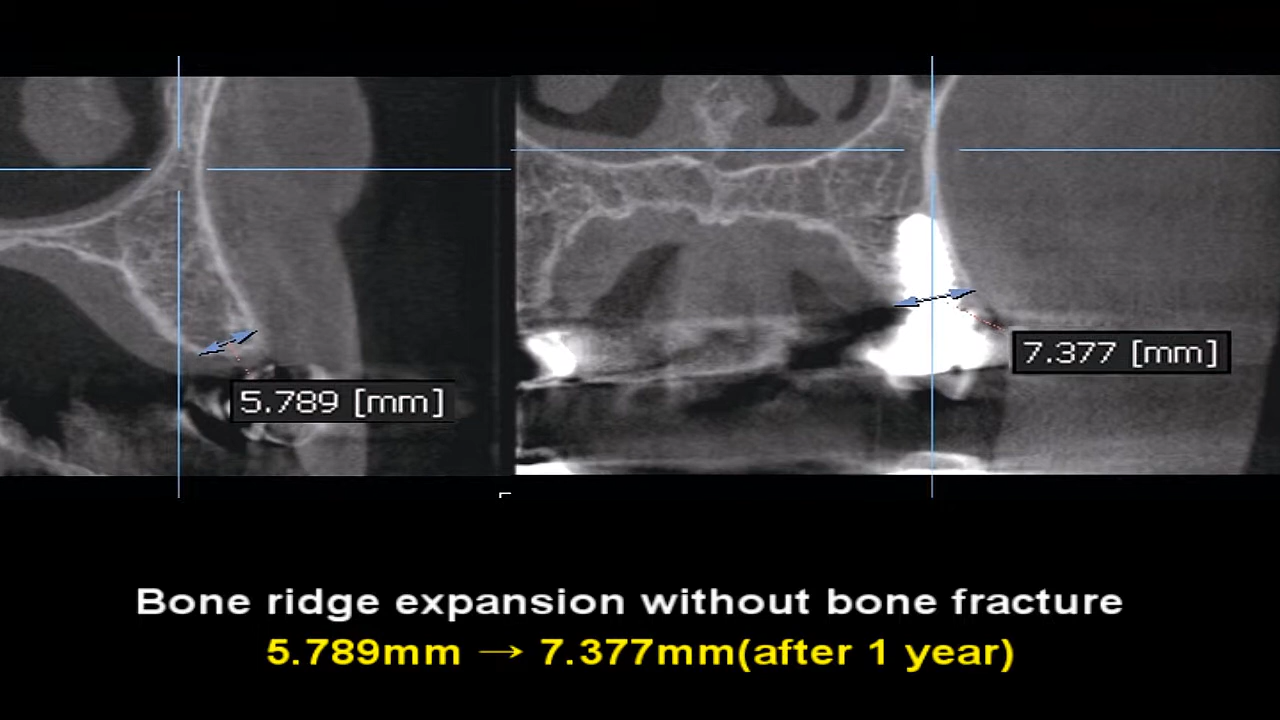 5.789 [mm]
7.377 [mm]
Bone ridge expansion without bone fracture
5.789mm → 7.377mm(after 1 year)